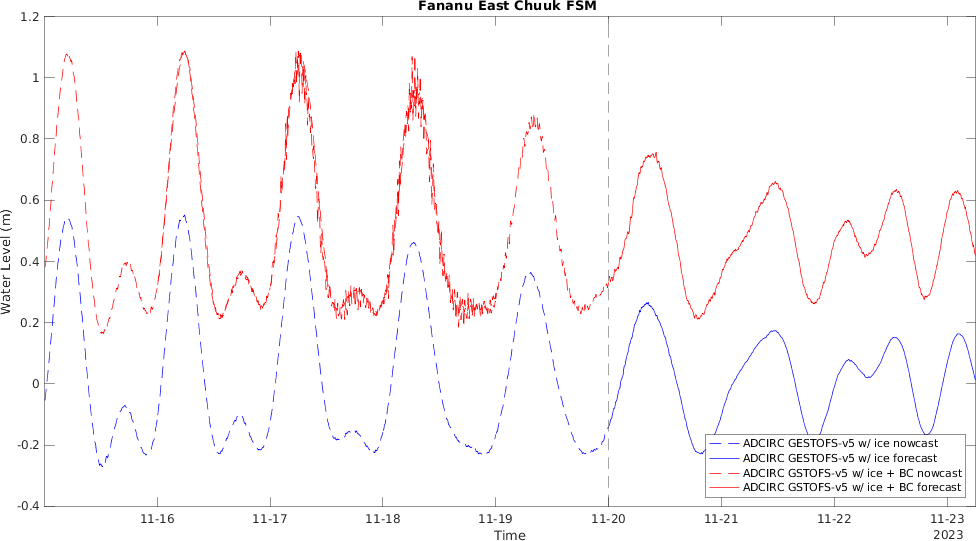 Fananu East Chuuk FSM
1.2
1
0.8
0.6
0.4
0.2
0
-0.2
-0.4
Water Level (m)
11-16
11-17
11-18
11-19
11-20
11-21
11-22
11-23
2023
Time
ADCIRC GESTOFS-v5 w/ ice nowcast
ADCIRC GESTOFS-v5 w/ ice forecast
ADCIRC GSTOFS-v5 w/ ice + BC nowcast
ADCIRC GSTOFS-v5 w/ ice + BC forecast